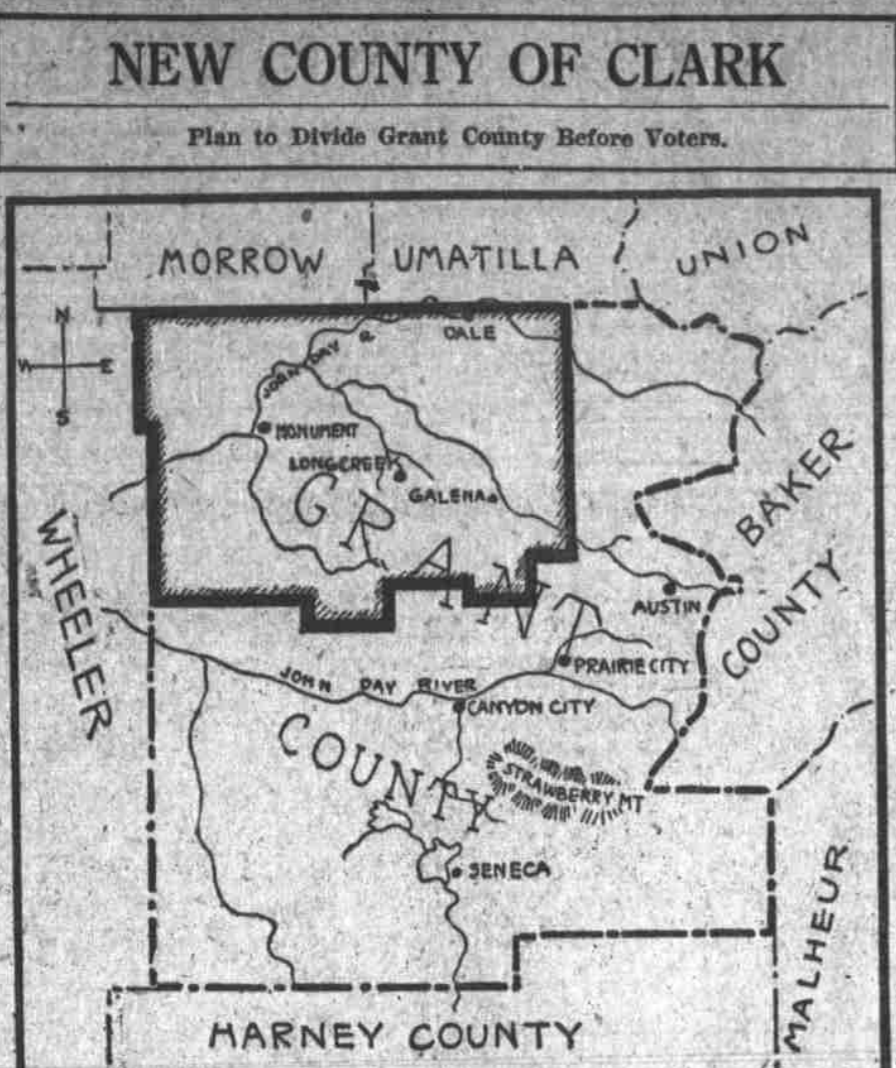 NEW COUNTY OF CLARK
Plan to Divide Grant County Before Voters.
MORROW
UMATILLA
UNION
N
W E
S
DALE
JOHN DAY
MONUMENT
LONGCREEK
GALENA
GRANT
BAKER
COUNTY
WHEELER
AUSTIN
PRAIRIE CITY
JOHN DAY RIVER
CANYON CITY
COUNTY
STRAWBERRY MT
SENECA
MALHEUR
HARNEY COUNTY